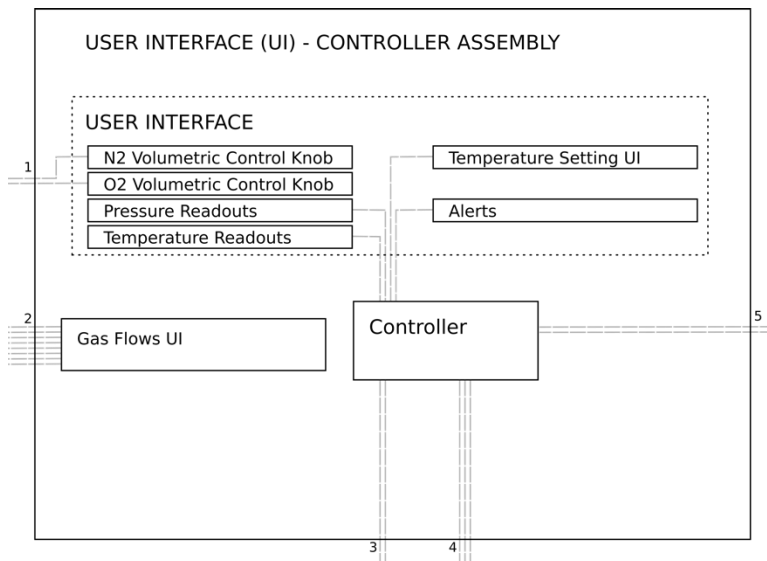 USER INTERFACE (UI) - CONTROLLER ASSEMBLY
USER INTERFACE
N2 Volumetric Control Knob
Temperature Setting UI
1
O2 Volumetric Control Knob
Pressure Readouts
Alerts
Temperature Readouts
2
5
Gas Flows UI
Controller
3
4